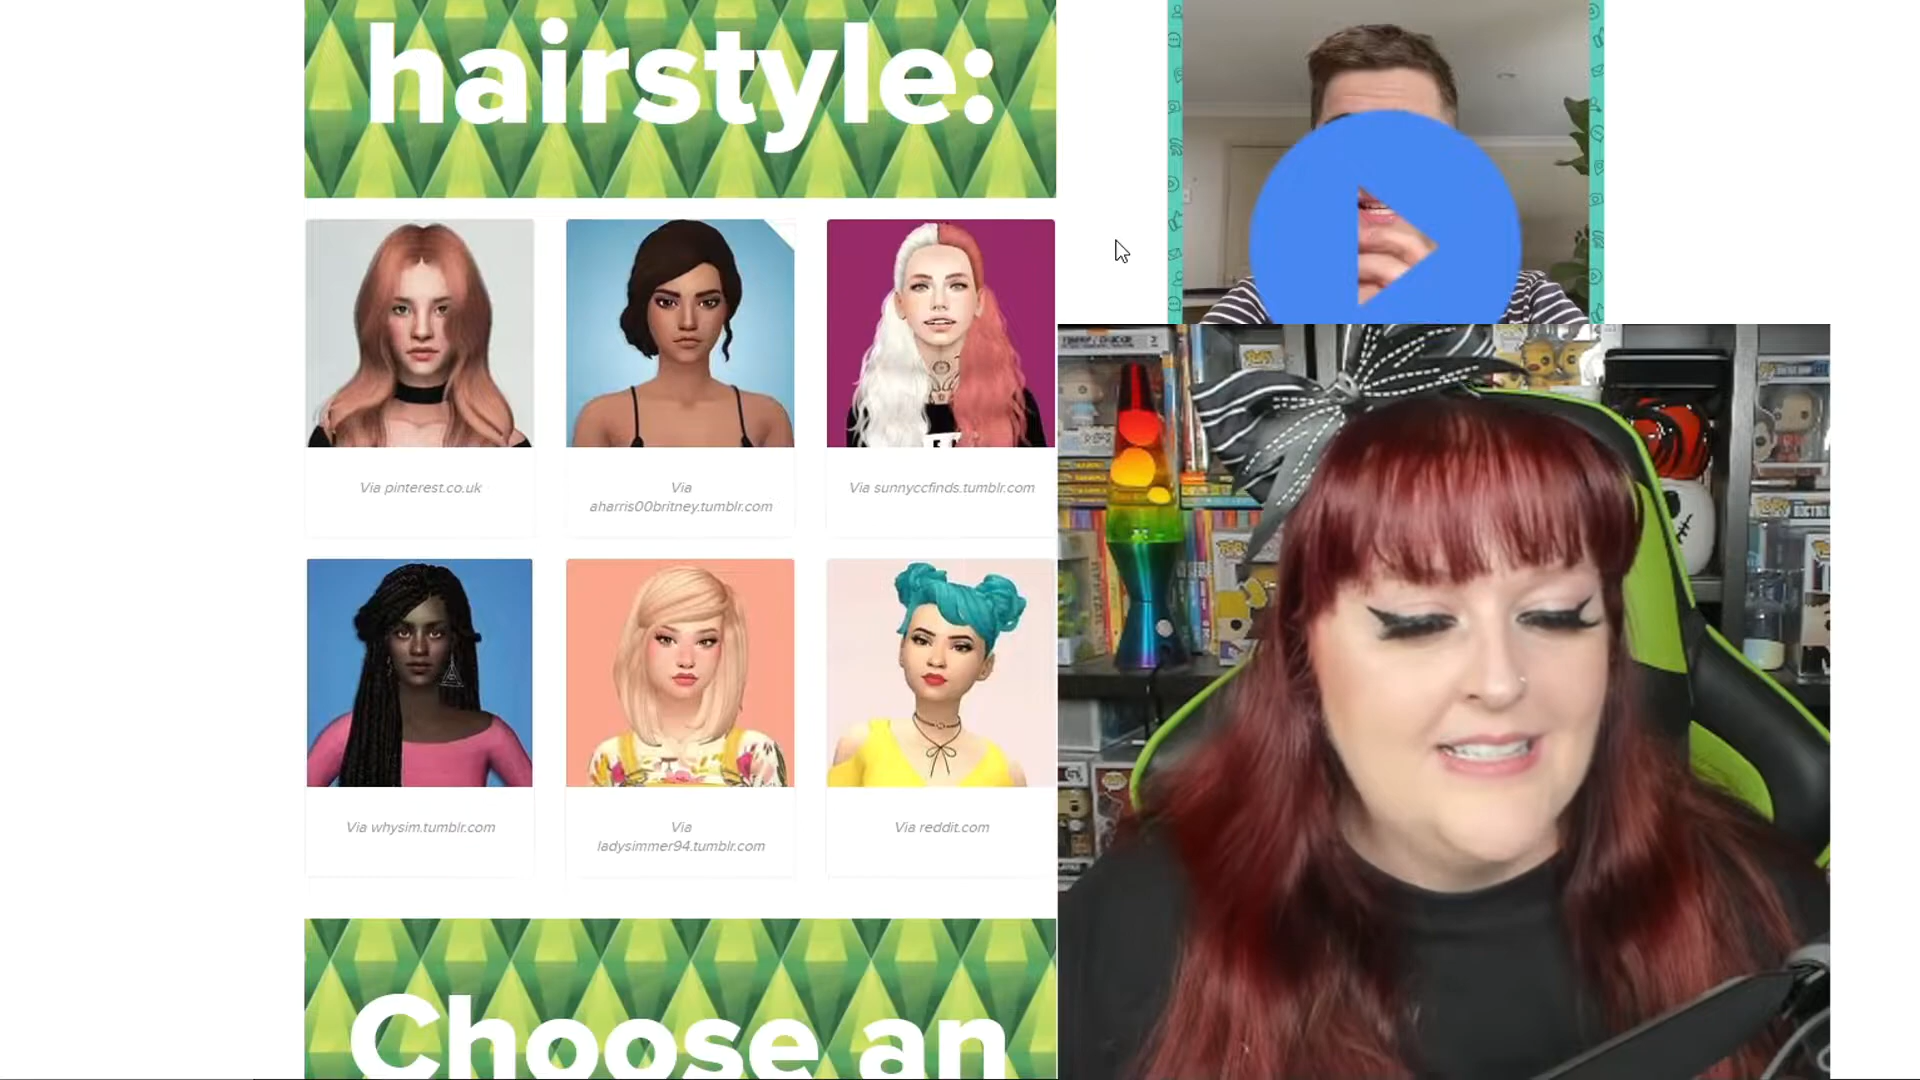 hairstyle:
Via pinterest.co.uk
Via
aharris00britney.tumblr.com
Via sunnyccfinds.tumblr.com
Via whysim.tumblr.com
Via
ladysimmer94.tumblr.com
Via reddit.com
Choose an